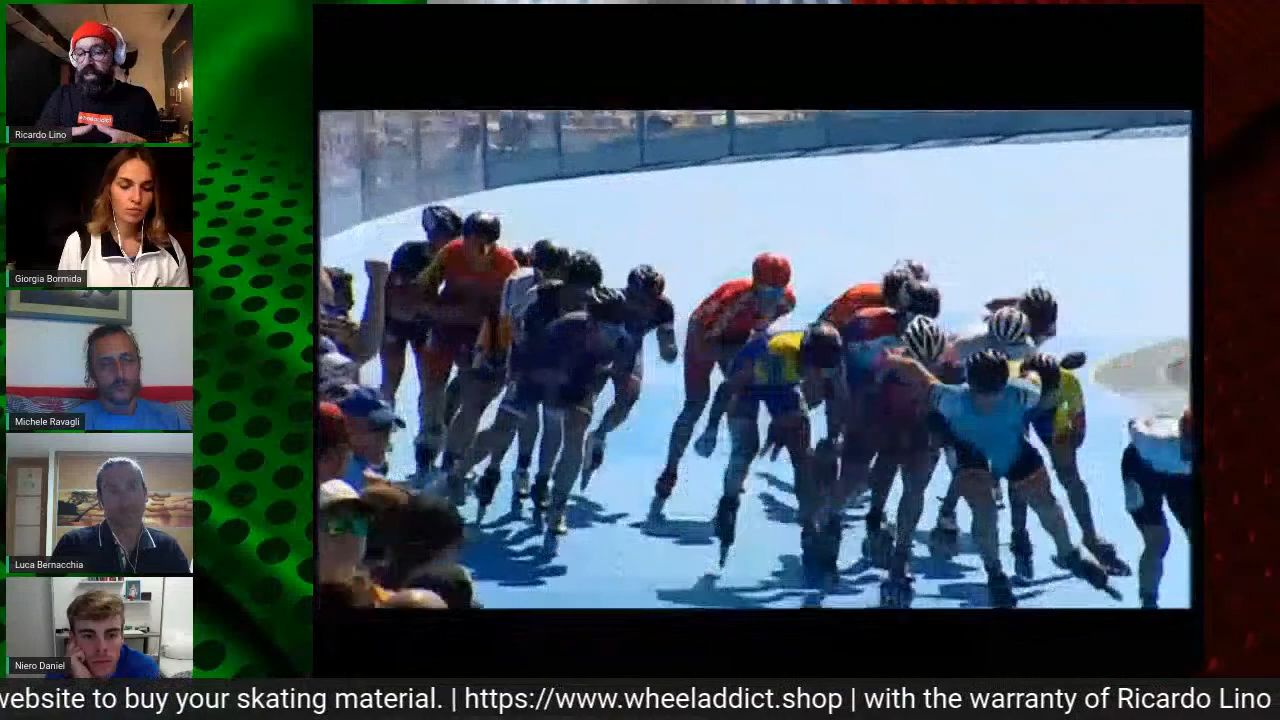 Ricardo Lino
Giorgia Bormida
Michele Ravagli
Luca Bernacchia
Niero Daniel
website to buy your skating material. | https://www.wheeladdict.shop | with the warranty of Ricardo Lino